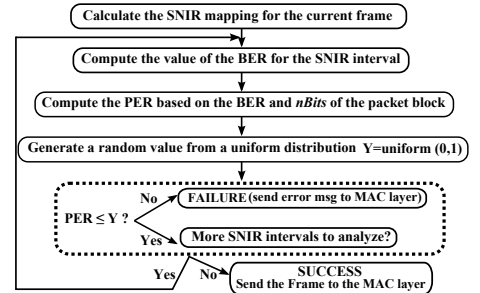 Calculate the SNIR mapping for the current frame
Compute the value of the BER for the SNIR interval
Compute the PER based on the BER and nBits of the packet block
Generate a random value from a uniform distribution Y=uniform (0,1)
No
FAILURE (send error msg to MAC layer)
PER ≤ Y ?
Yes
More SNIR intervals to analyze?
Yes
No
SUCCESS
Send the Frame to the MAC layer